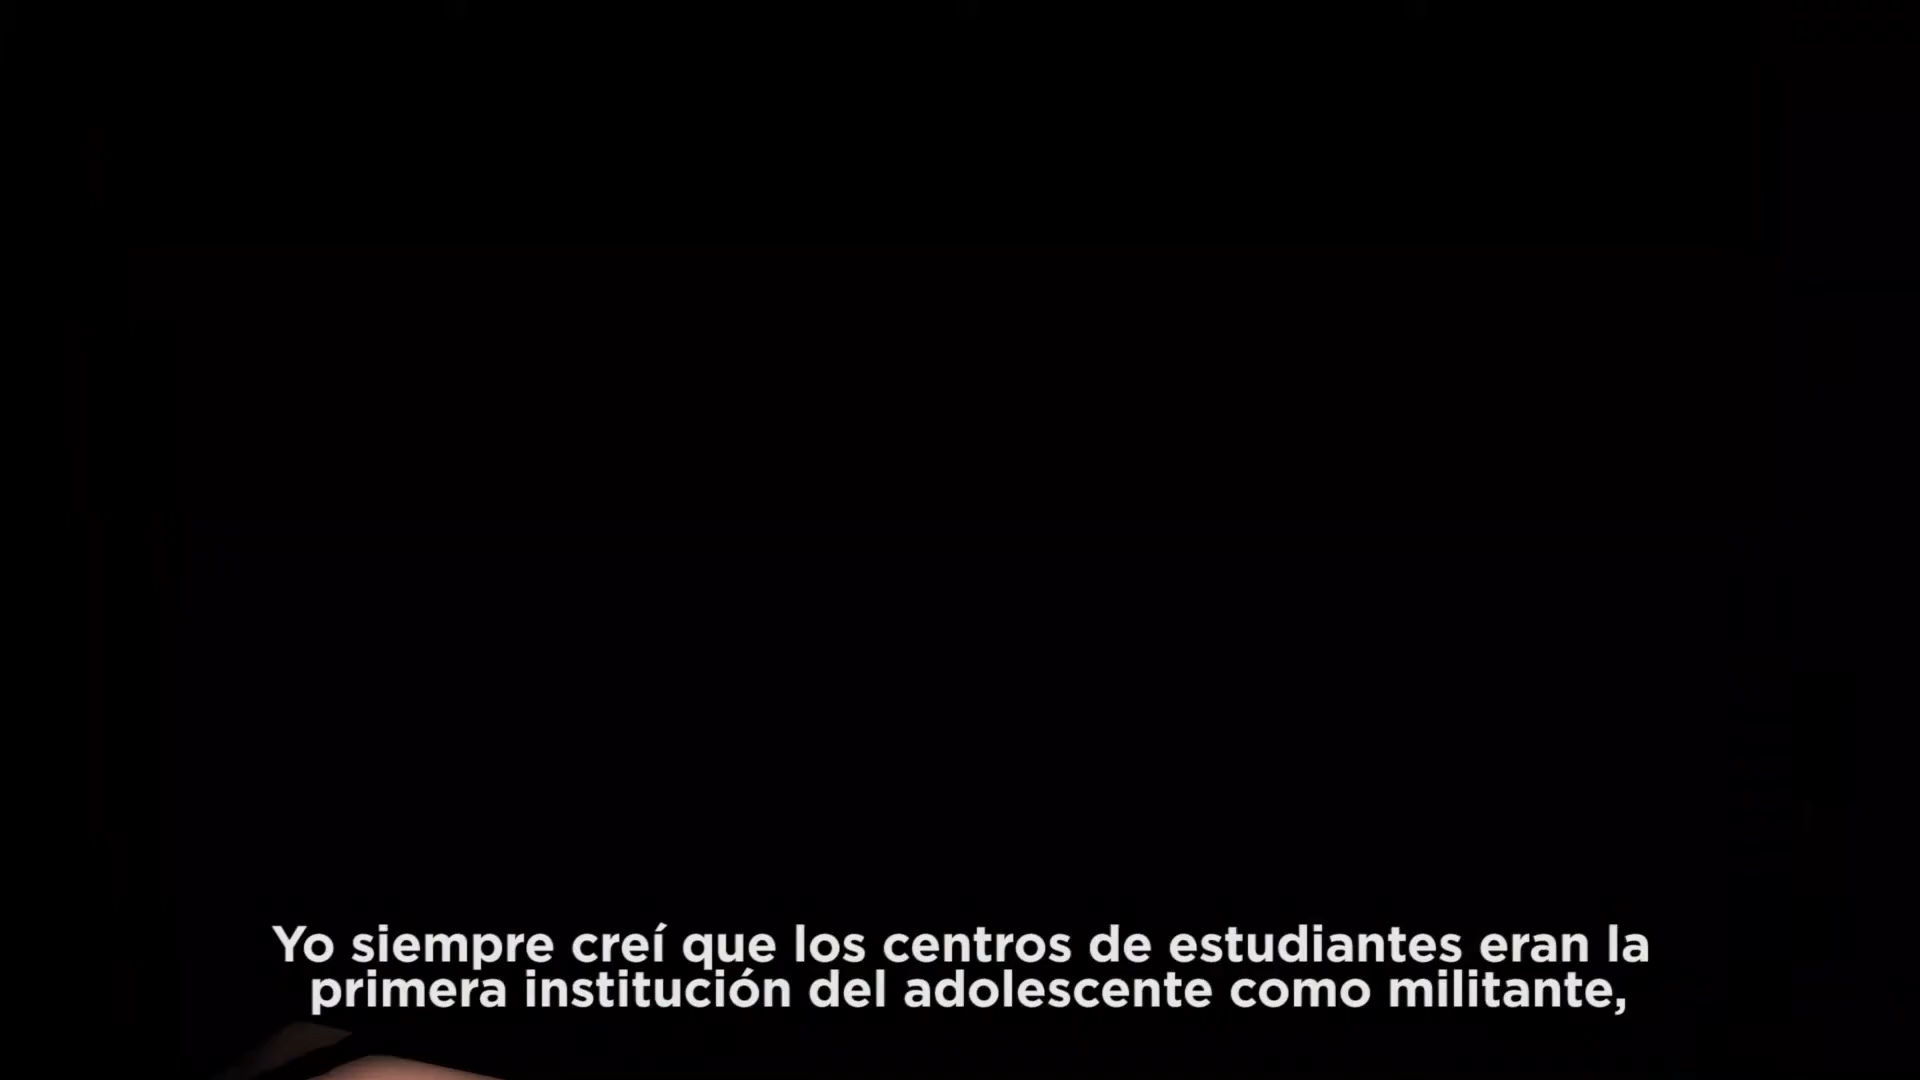 Yo siempre creí que los centros de estudiantes eran la
primera institución del adolescente como militante,